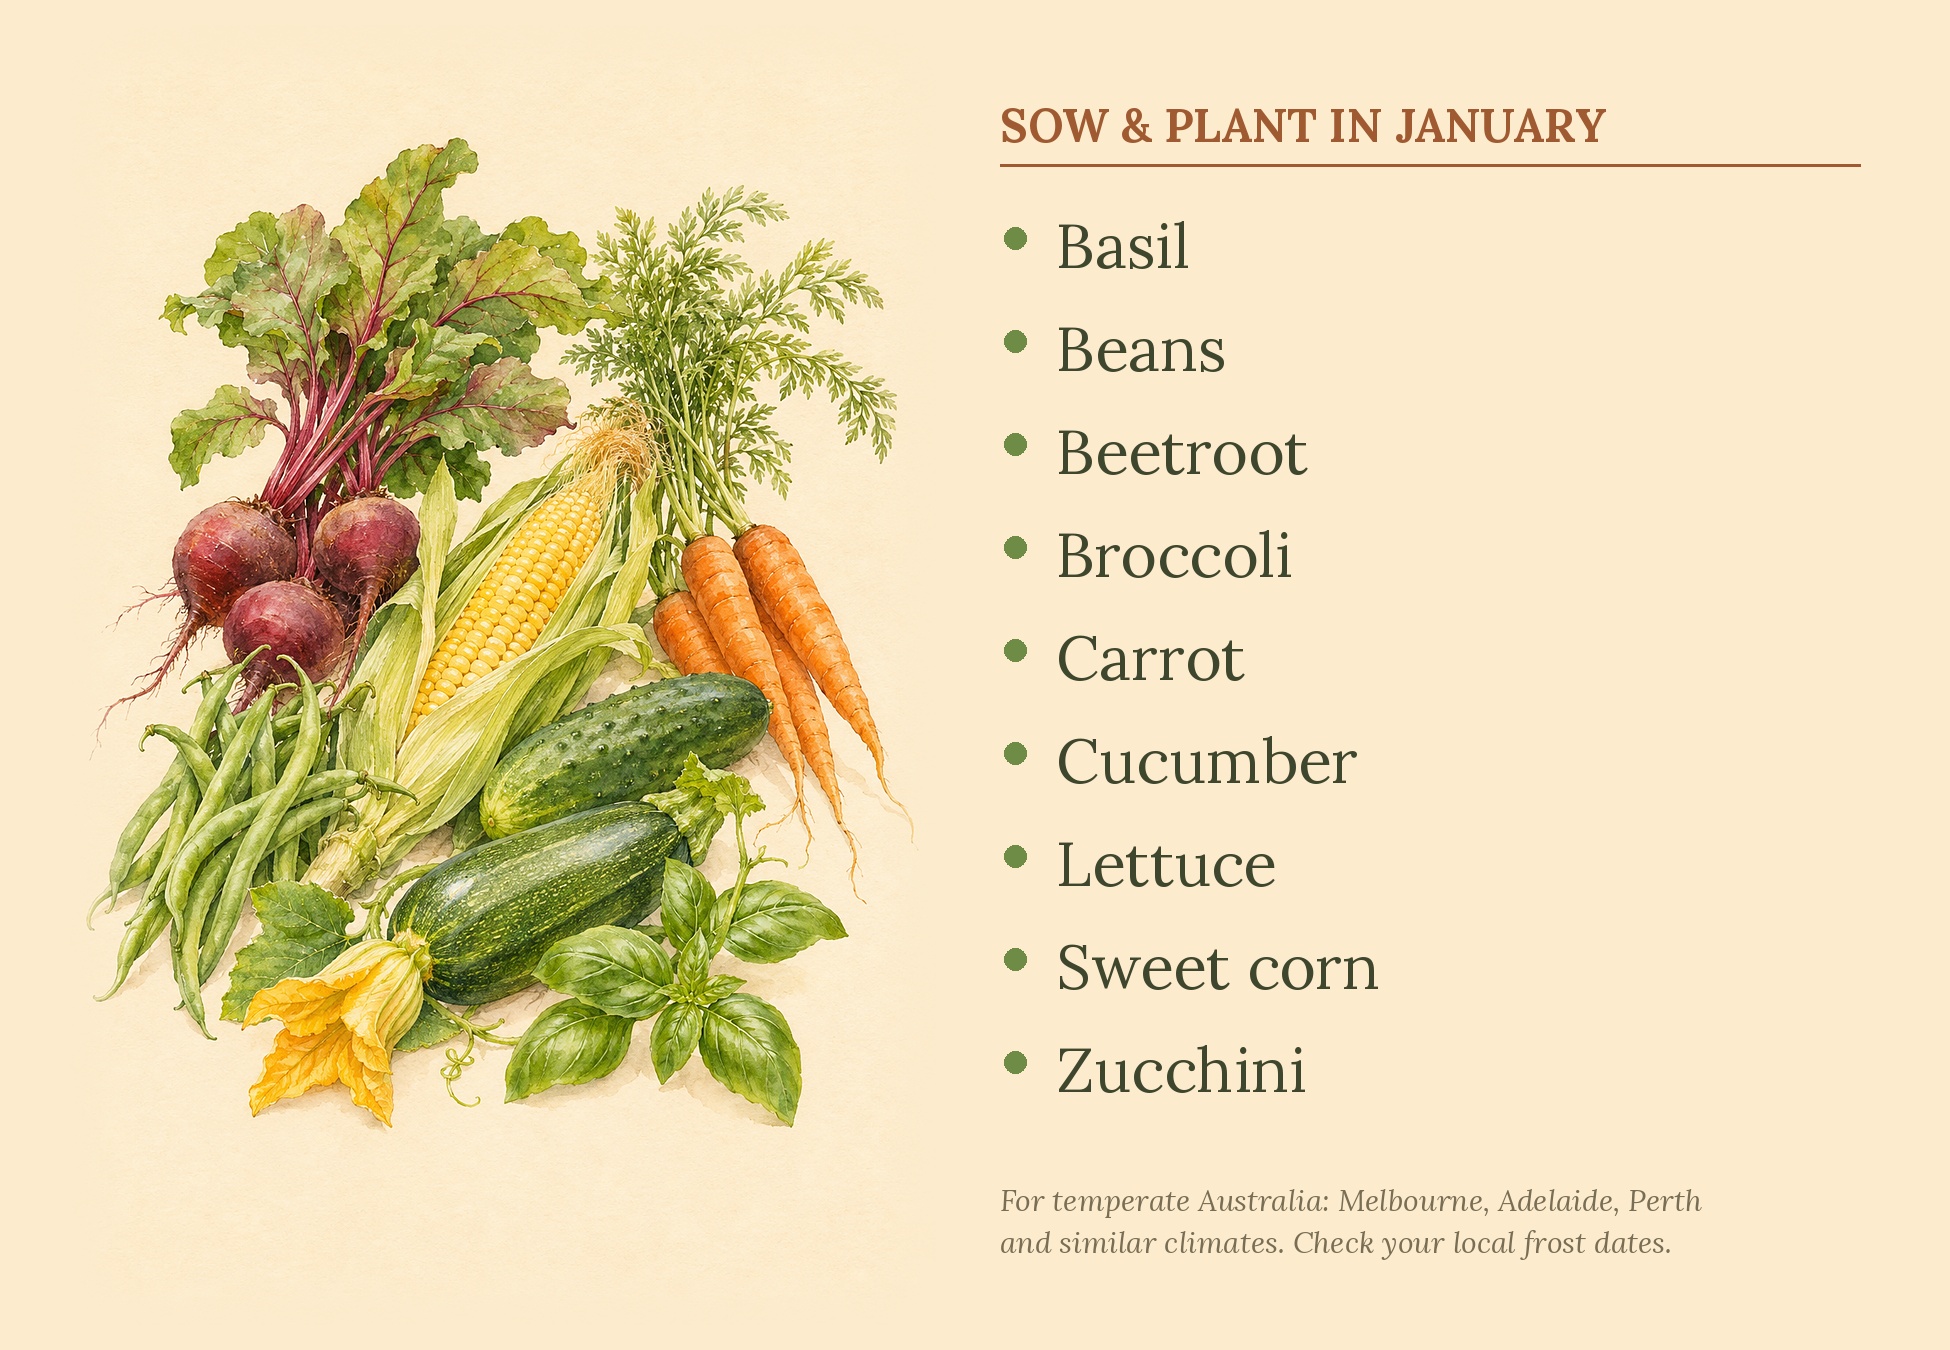 SOW & PLANT IN JANUARY
Basil
Beans
Beetroot
Broccoli
Carrot
Cucumber
Lettuce
Sweet corn
Zucchini
For temperate Australia: Melbourne, Adelaide, Perth
and similar climates. Check your local frost dates.